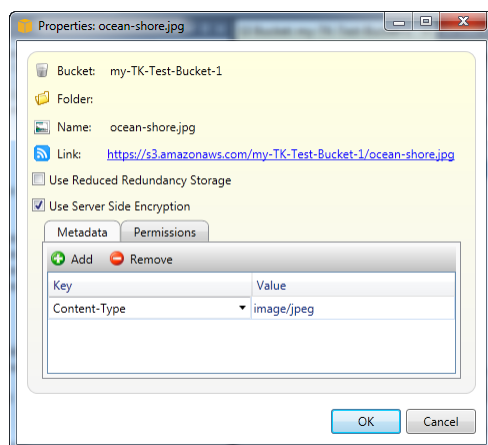 Properties: ocean-shore.jpg
Bucket: my-TK-Test-Bucket-1
Folder:
Name: ocean-shore.jpg
Link: https://s3.amazonaws.com/my-TK-Test-Bucket-1/ocean-shore.jpg
Use Reduced Redundancy Storage
Use Server Side Encryption
Metadata Permissions
Add Remove
Key Value
Content-Type image/jpeg
OK Cancel